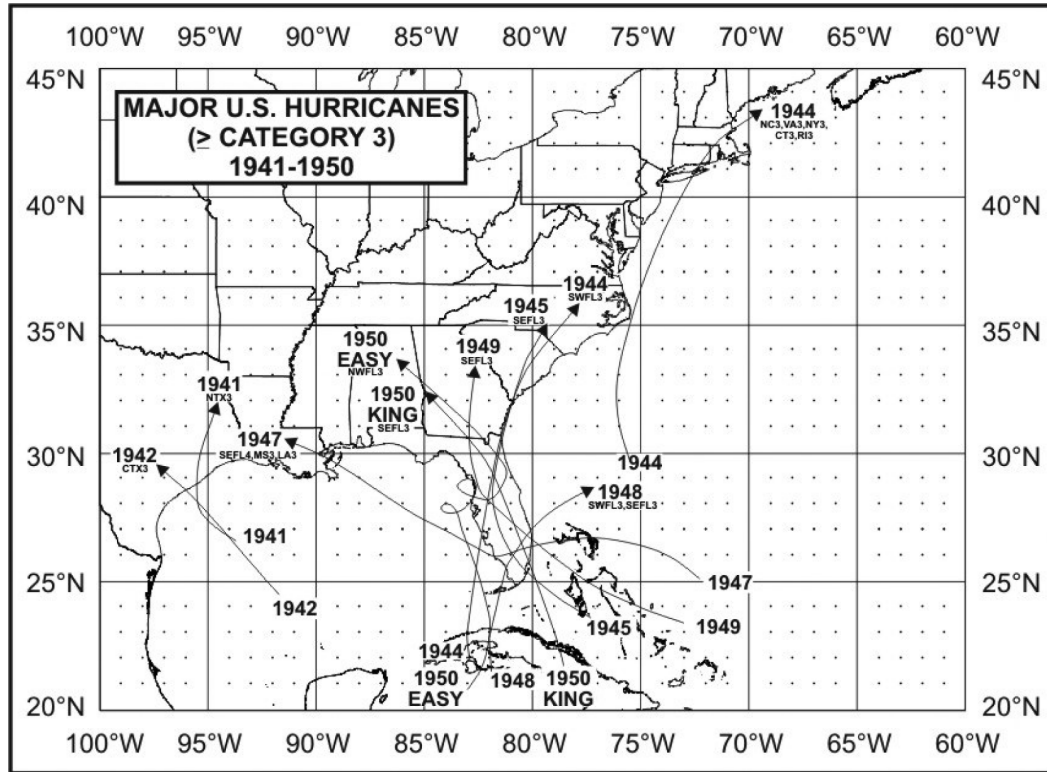 100°W 95°W 90°W 85°W 80°W 75°W 70°W 65°W 60°W
45°N 45°N
MAJOR U.S. HURRICANES
(≥ CATEGORY 3)
1941-1950
1944
NC3,VA3,NY3,
CT3,RI3
40°N 40°N
1944
SWFL3
1945
SEFL3
35°N 35°N
1950
EASY
NWFL3
1949
SEFL3
1941
NTX3
1950
KING
SEFL3
1947
SEFL4,MS3,LA3
1942
CTX3
30°N 30°N
1944
1948
SWFL3,SEFL3
1941
1942
25°N 25°N
1947
1945
1949
1944
1950
EASY
1948
1950
KING
20°N 20°N
100°W 95°W 90°W 85°W 80°W 75°W 70°W 65°W 60°W